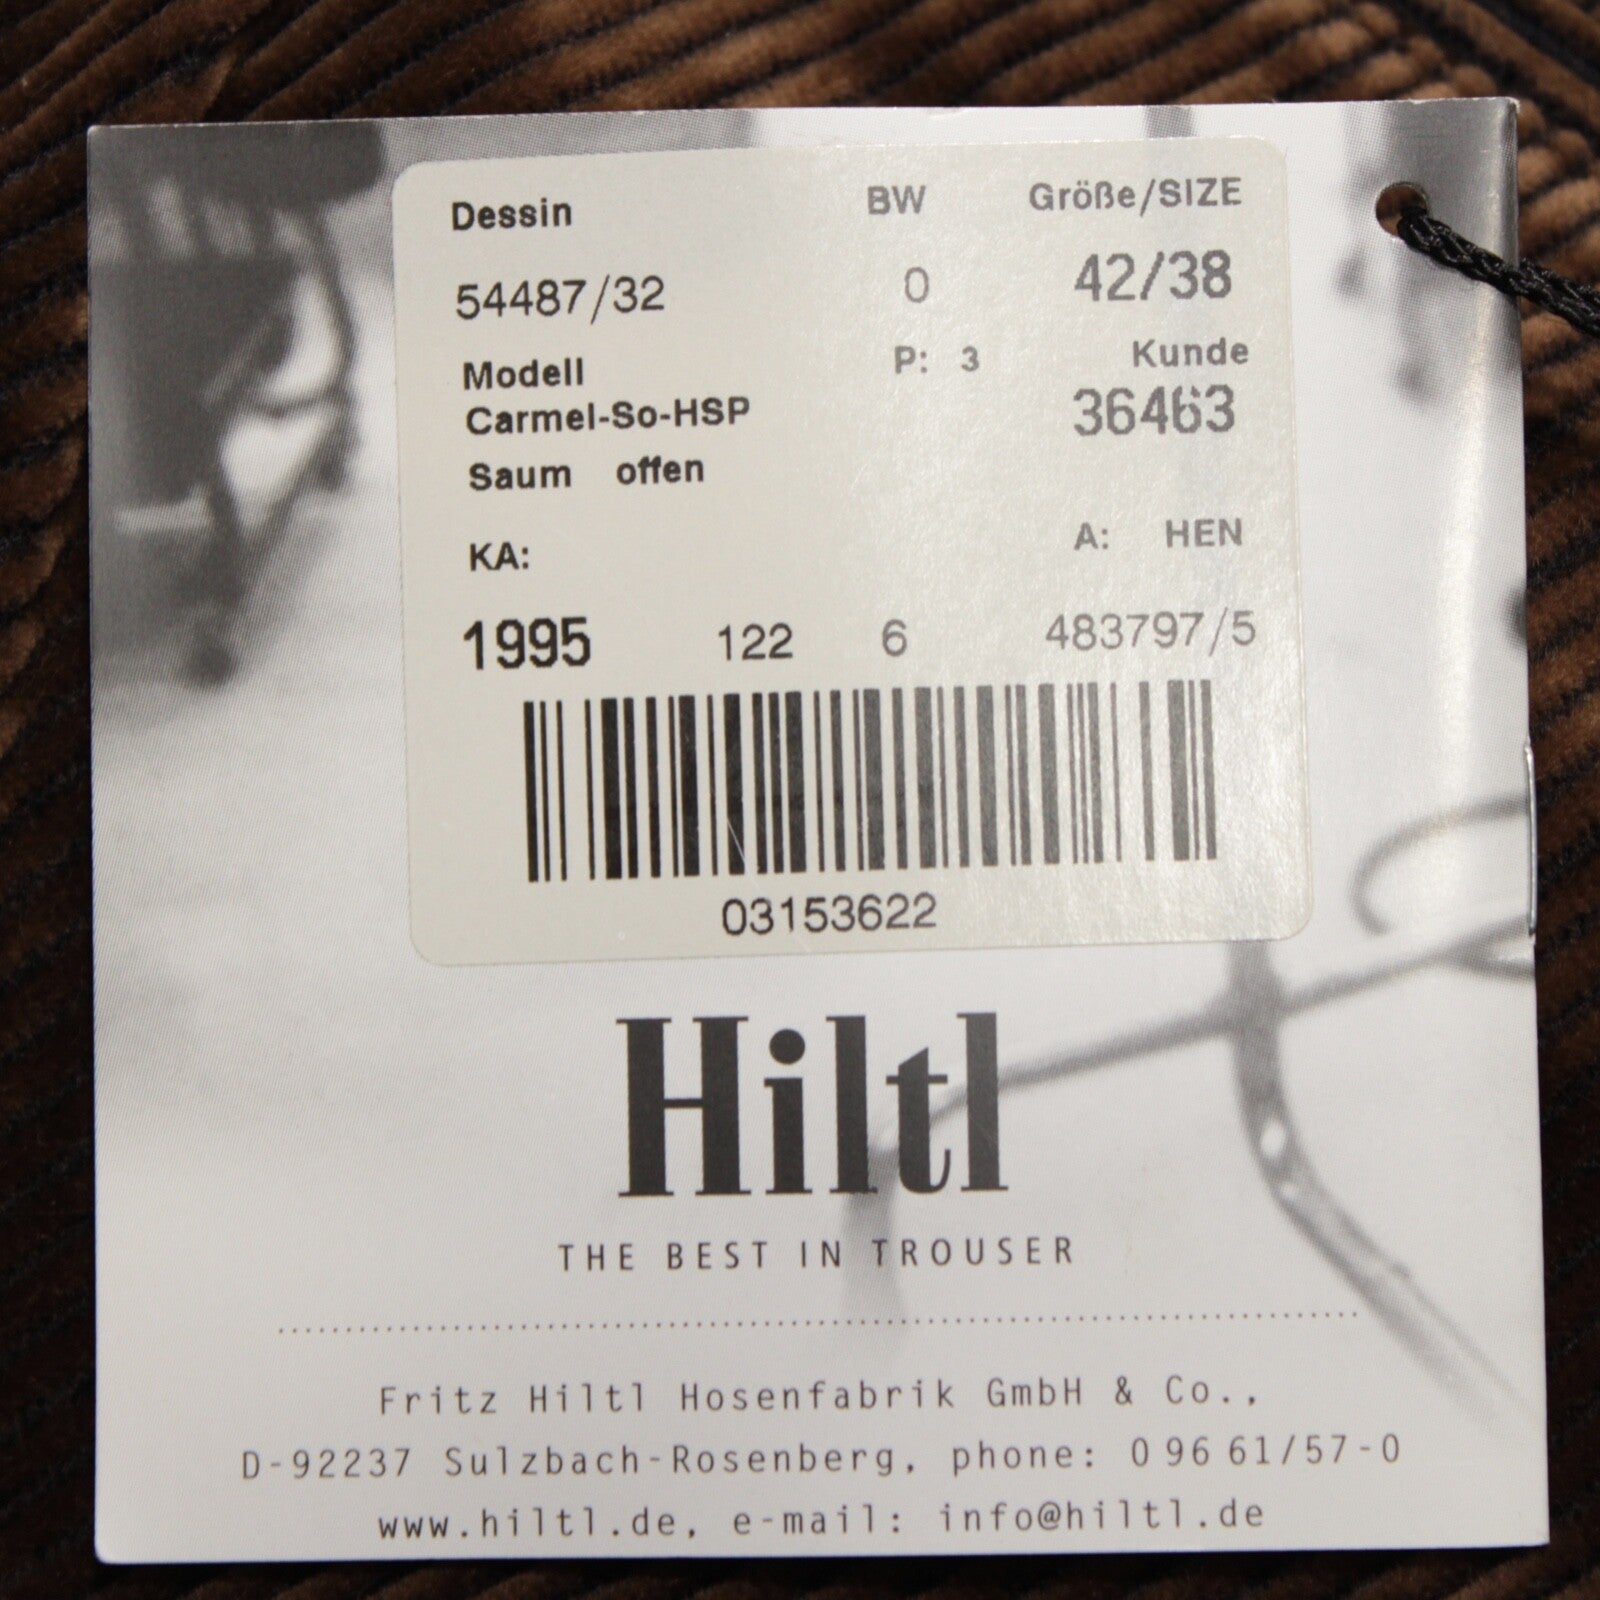 Dessin BW Größe/SIZE
54487/32 0 42/38
Modell P: 3 Kunde
Carmel-So-HSP 36463
Saum offen
KA: A: HEN
1995 122 6 483797/5
03153622
Hiltl
THE BEST IN TROUSER
Fritz Hiltl Hosenfabrik GmbH & Co.,
D-92237 Sulzbach-Rosenberg, phone: 0 96 61/57-0
www.hiltl.de, e-mail: info@hiltl.de